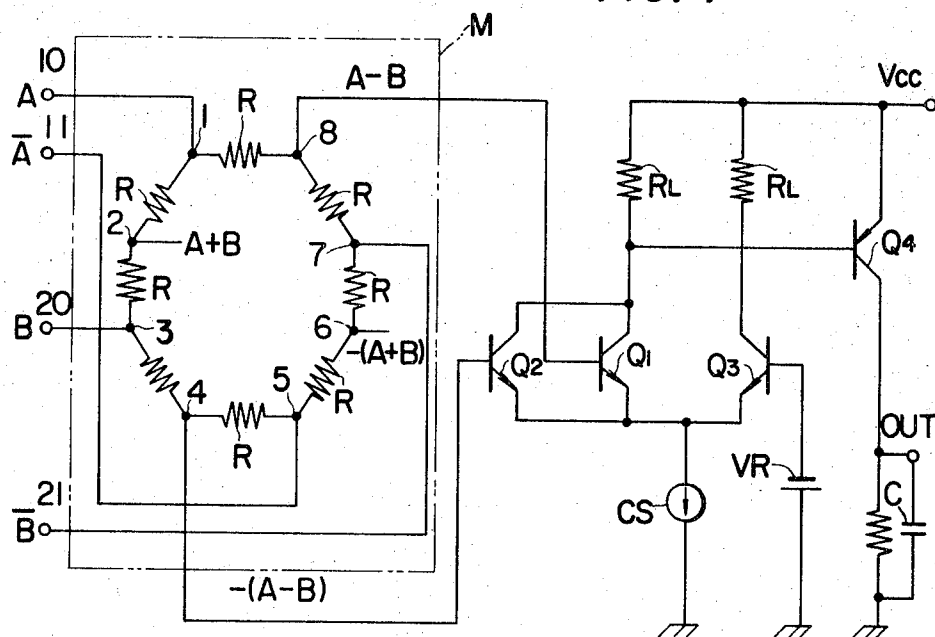 M
10
A
11
A̅
R
1
A-B
8
R
R
2
A+B
7
R
R
20
B
3
6
-(A+B)
4
5
R
R
21
B̅
-(A-B)
Vcc
RL
RL
Q4
Q2
Q1
Q3
OUT
VR
CS
C